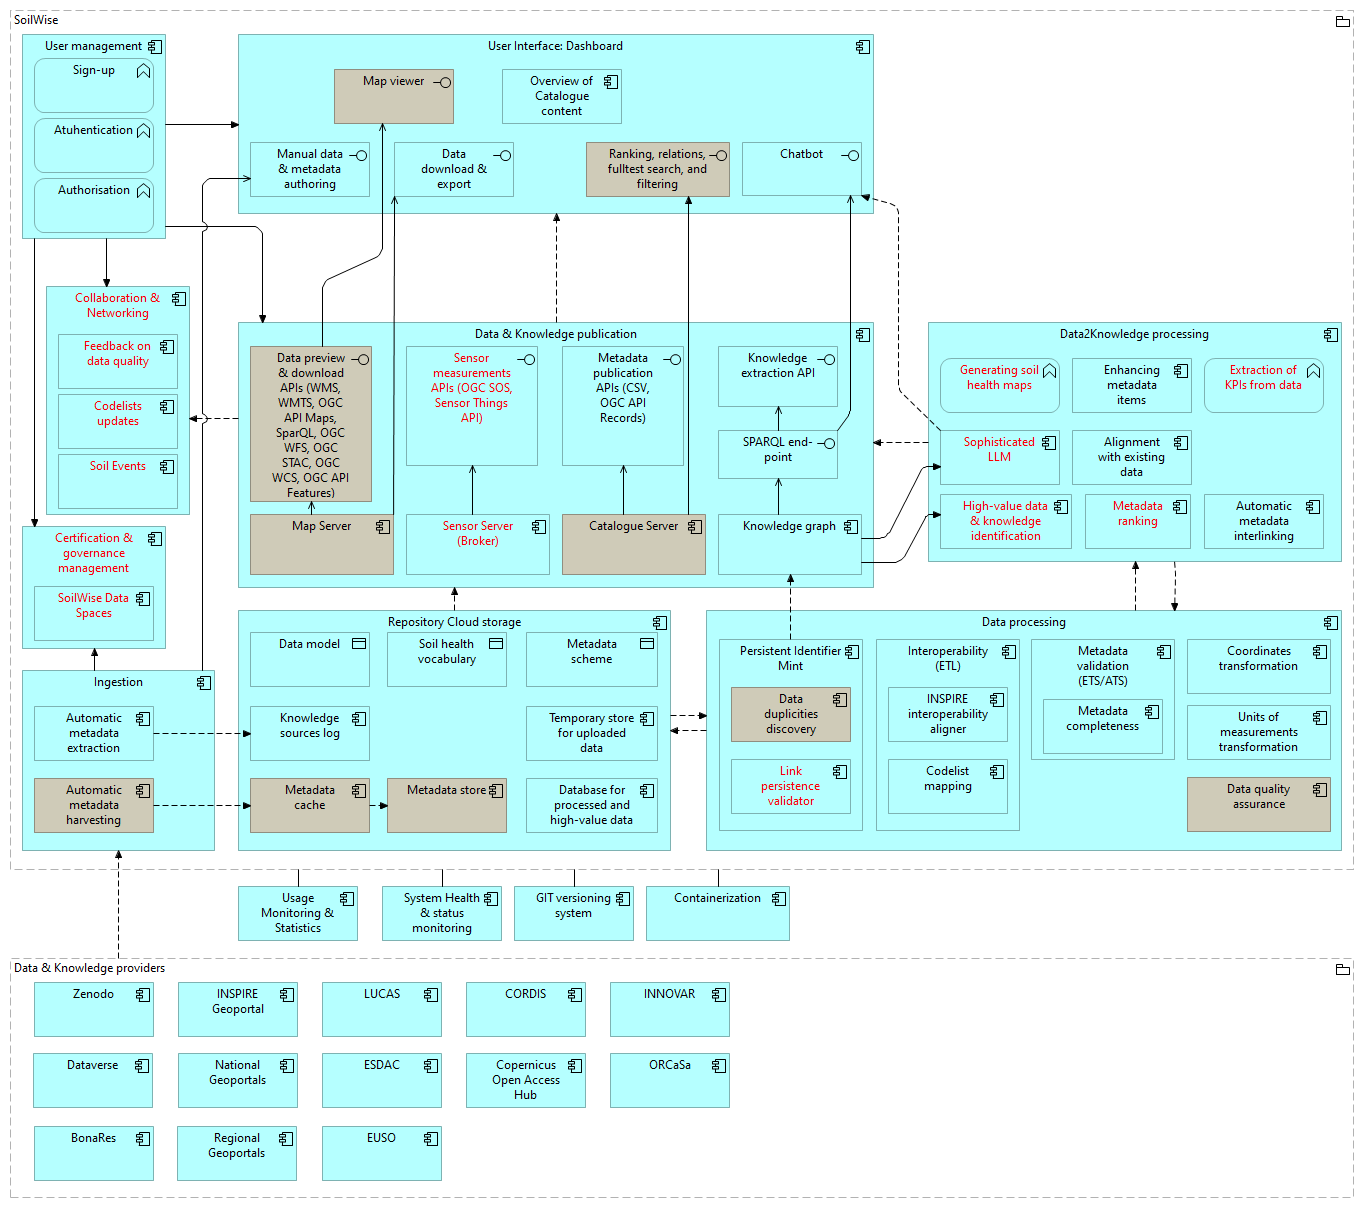 SoilWise
User management
Sign-up
Atuhentication
Authorisation
User Interface: Dashboard
Map viewer
Overview of
Catalogue
content
Manual data
& metadata
authoring
Data
download &
export
Ranking, relations,
fulltest search, and
filtering
Chatbot
Collaboration &
Networking
Feedback on
data quality
Codelists
updates
Soil Events
Data & Knowledge publication
Data preview
& download
APIs (WMS,
WMTS, OGC
API Maps,
SparQL, OGC
WFS, OGC
STAC, OGC
WCS, OGC API
Features)
Sensor
measurements
APIs (OGC SOS,
Sensor Things
API)
Metadata
publication
APIs (CSV,
OGC API
Records)
Knowledge
extraction API
SPARQL end-
point
Map Server
Sensor Server
(Broker)
Catalogue Server
Knowledge graph
Data2Knowledge processing
Generating soil
health maps
Enhancing
metadata
items
Extraction of
KPIs from data
Sophisticated
LLM
Alignment
with existing
data
High-value data
& knowledge
identification
Metadata
ranking
Automatic
metadata
interlinking
Certification &
governance
management
SoilWise Data
Spaces
Ingestion
Automatic
metadata
extraction
Automatic
metadata
harvesting
Repository Cloud storage
Data model
Soil health
vocabulary
Metadata
scheme
Knowledge
sources log
Temporary store
for uploaded
data
Metadata
cache
Metadata store
Database for
processed and
high-value data
Data processing
Persistent Identifier
Mint
Data
duplicities
discovery
Link
persistence
validator
Interoperability
(ETL)
INSPIRE
interoperability
aligner
Codelist
mapping
Metadata
validation
(ETS/ATS)
Metadata
completeness
Coordinates
transformation
Units of
measurements
transformation
Data quality
assurance
Usage
Monitoring &
Statistics
System Health
& status
monitoring
GIT versioning
system
Containerization
Data & Knowledge providers
Zenodo
INSPIRE
Geoportal
LUCAS
CORDIS
INNOVAR
Dataverse
National
Geoportals
ESDAC
Copernicus
Open Access
Hub
ORCaSa
BonaRes
Regional
Geoportals
EUSO